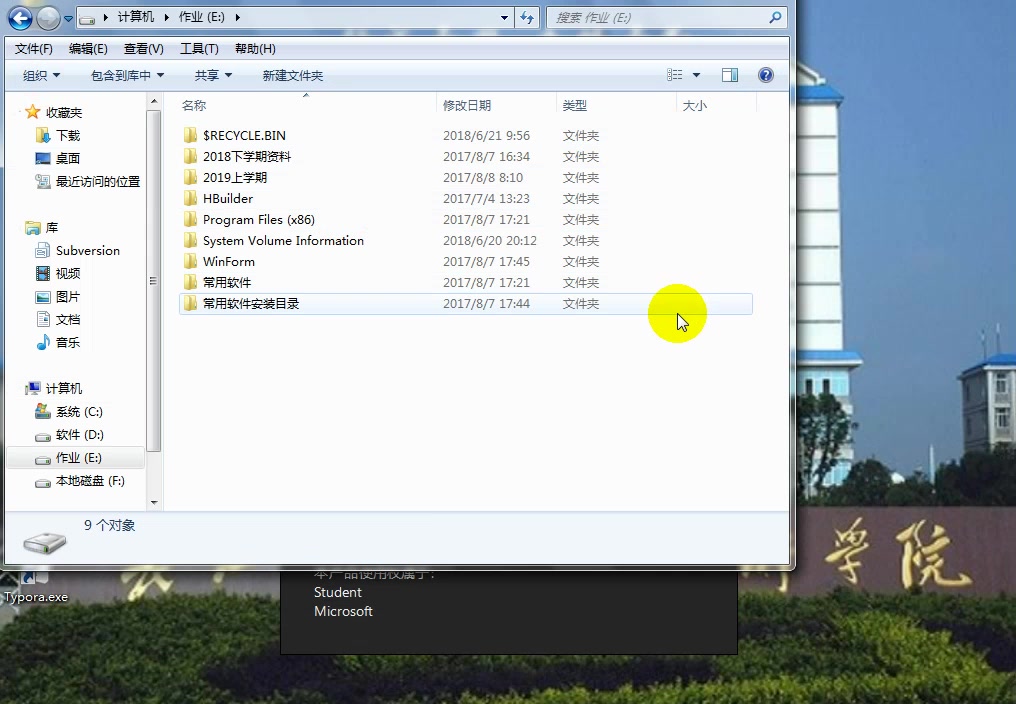 计算机 作业 (E:)
搜索 作业 (E:)
文件(F) 编辑(E) 查看(V) 工具(T) 帮助(H)
组织 包含到库中 共享 新建文件夹
收藏夹
下载
桌面
最近访问的位置
库
Subversion
视频
图片
文档
音乐
计算机
系统 (C:)
软件 (D:)
作业 (E:)
本地磁盘 (F:)
名称 修改日期 类型 大小
$RECYCLE.BIN 2018/6/21 9:56 文件夹
2018下学期资料 2017/8/7 16:34 文件夹
2019上学期 2017/8/8 8:10 文件夹
HBuilder 2017/7/4 13:23 文件夹
Program Files (x86) 2017/8/7 17:21 文件夹
System Volume Information 2018/6/20 20:12 文件夹
WinForm 2017/8/7 17:45 文件夹
常用软件 2017/8/7 17:21 文件夹
常用软件安装目录 2017/8/7 17:44 文件夹
9 个对象
Typora.exe
本产品使用权属于:
Student
Microsoft
学院